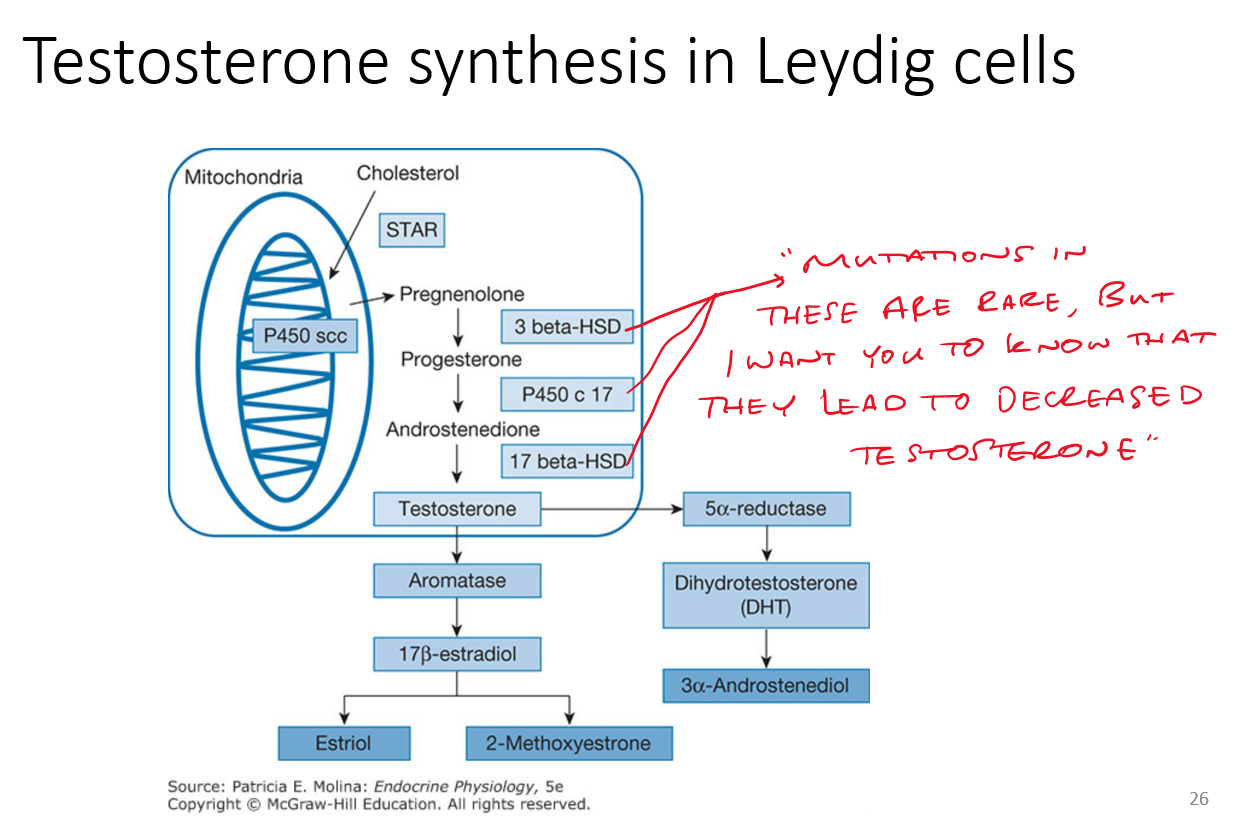 Testosterone synthesis in Leydig cells
Mitochondria
Cholesterol
STAR
Pregnenolone
3 beta-HSD
P450 scc
Progesterone
P450 c 17
Androstenedione
17 beta-HSD
Testosterone
5α-reductase
Aromatase
Dihydrotestosterone
(DHT)
17β-estradiol
3α-Androstenediol
Estriol
2-Methoxyestrone
"MUTATIONS IN
THESE ARE RARE, BUT
I WANT YOU TO KNOW THAT
THEY LEAD TO DECREASED
TESTOSTERONE"
Source: Patricia E. Molina: Endocrine Physiology, 5e
Copyright © McGraw-Hill Education. All rights reserved.
26